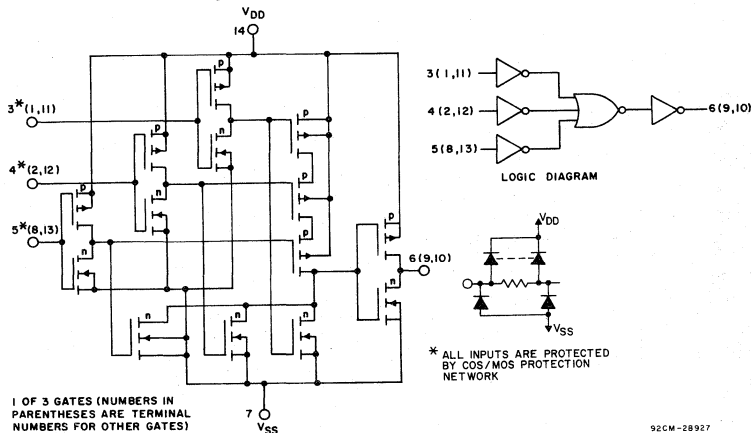 VDD
14
p
p
3*(1,11)
n
p
p
4*(2,12)
n
p
p
5*(8,13)
n
p
p
6(9,10)
n
n
n
n
7
VSS
1 OF 3 GATES (NUMBERS IN
PARENTHESES ARE TERMINAL
NUMBERS FOR OTHER GATES)
3(1,11)
4(2,12)
5(8,13)
6(9,10)
LOGIC DIAGRAM
VDD
VSS
* ALL INPUTS ARE PROTECTED
BY COS/MOS PROTECTION
NETWORK
92CM-28927